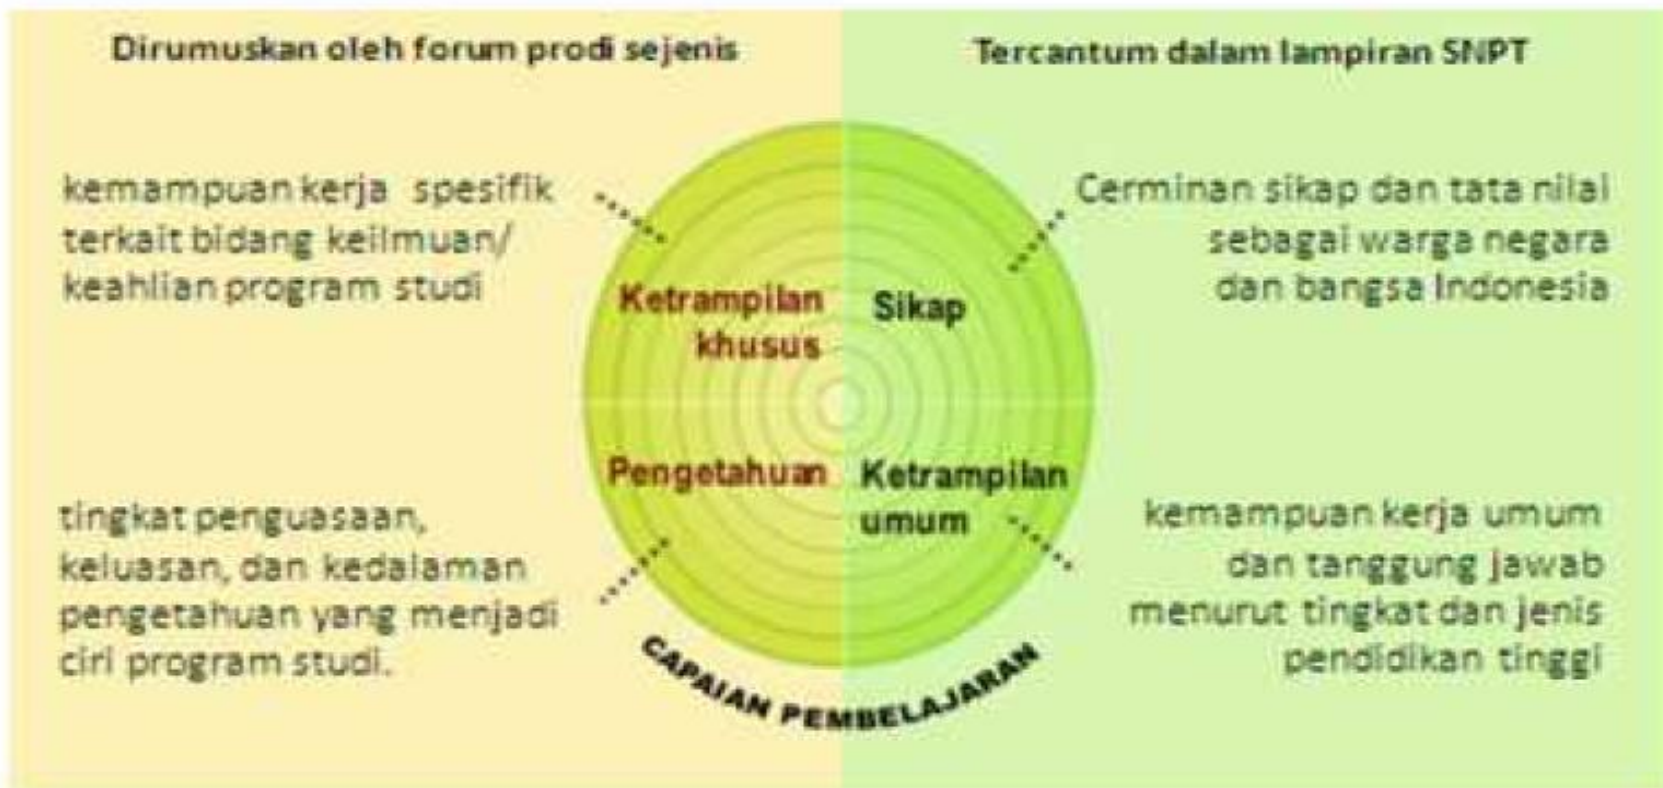 Dirumuskan oleh forum prodi sejenis
Tercantum dalam lampiran SNPT
kemampuan kerja spesifik
terkait bidang keilmuan/
keahlian program studi
Cerminan sikap dan tata nilai
sebagai warga negara
dan bangsa Indonesia
Ketrampilan
khusus
Sikap
Pengetahuan
Ketrampilan
umum
tingkat penguasaan,
keluasan, dan kedalaman
pengetahuan yang menjadi
ciri program studi.
kemampuan kerja umum
dan tanggung jawab
menurut tingkat dan jenis
pendidikan tinggi
CAPAIAN PEMBELAJARAN